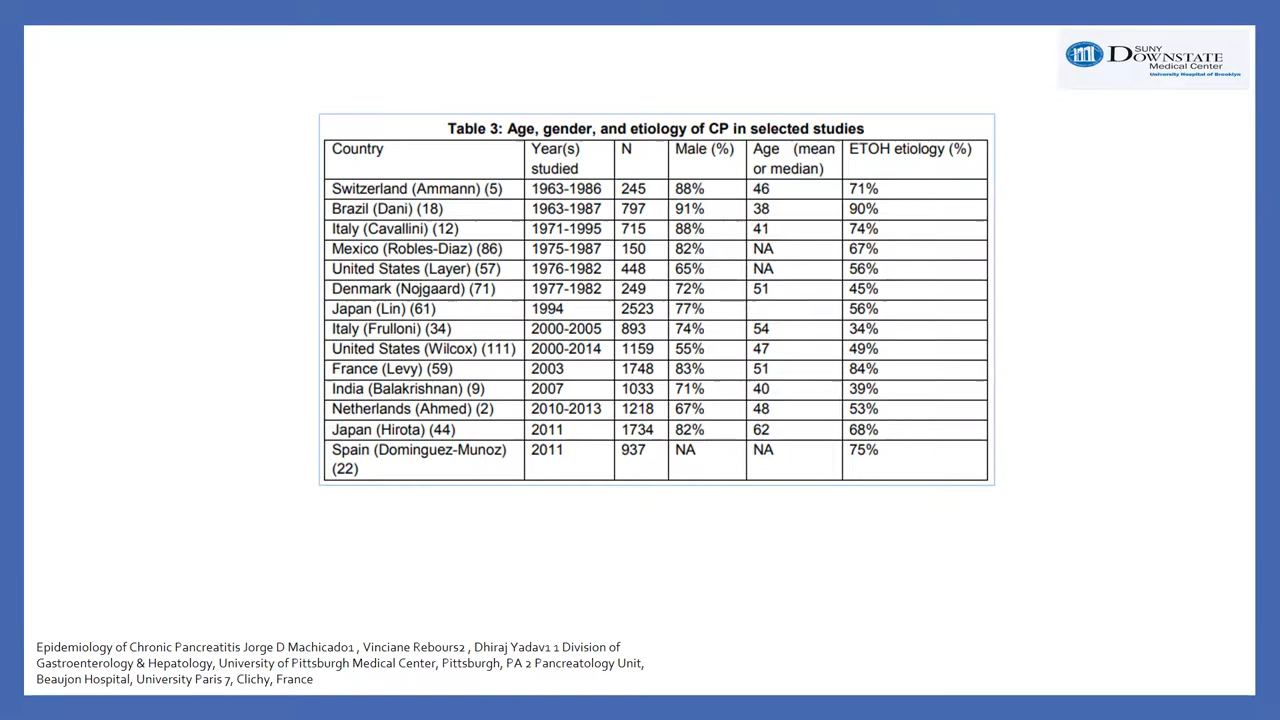 SUNY
DOWNSTATE
Medical Center
University Hospital of Brooklyn
Table 3: Age, gender, and etiology of CP in selected studies
Country Year(s) studied N Male (%) Age (mean or median) ETOH etiology (%)
Switzerland (Ammann) (5) 1963-1986 245 88% 46 71%
Brazil (Dani) (18) 1963-1987 797 91% 38 90%
Italy (Cavallini) (12) 1971-1995 715 88% 41 74%
Mexico (Robles-Diaz) (86) 1975-1987 150 82% NA 67%
United States (Layer) (57) 1976-1982 448 65% NA 56%
Denmark (Nojgaard) (71) 1977-1982 249 72% 51 45%
Japan (Lin) (61) 1994 2523 77% 56%
Italy (Frulloni) (34) 2000-2005 893 74% 54 34%
United States (Wilcox) (111) 2000-2014 1159 55% 47 49%
France (Levy) (59) 2003 1748 83% 51 84%
India (Balakrishnan) (9) 2007 1033 71% 40 39%
Netherlands (Ahmed) (2) 2010-2013 1218 67% 48 53%
Japan (Hirota) (44) 2011 1734 82% 62 68%
Spain (Dominguez-Munoz) (22) 2011 937 NA NA 75%
Epidemiology of Chronic Pancreatitis Jorge D Machicado1 , Vinciane Rebours2 , Dhiraj Yadav1 1 Division of
Gastroenterology & Hepatology, University of Pittsburgh Medical Center, Pittsburgh, PA 2 Pancreatology Unit,
Beaujon Hospital, University Paris 7, Clichy, France